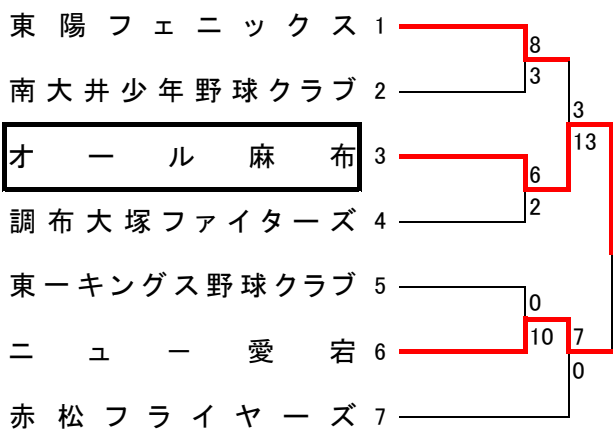 東陽フェニックス 1
8
3
南大井少年野球クラブ 2
3
13
オール麻布 3
6
2
調布大塚ファイターズ 4
東一キングス野球クラブ 5
0
10
7
ニュー愛宕 6
0
赤松フライヤーズ 7